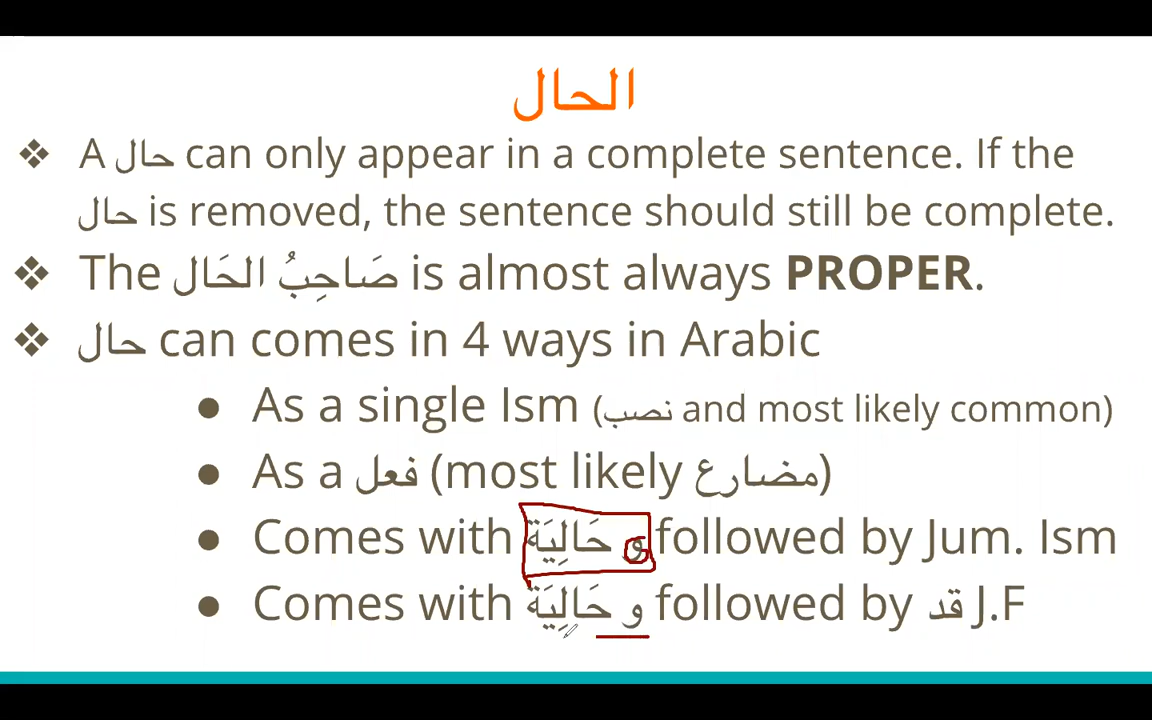 الحال
❖ A حال can only appear in a complete sentence. If the
حال is removed, the sentence should still be complete.
❖ The صَاحِبُ الحَال is almost always PROPER.
❖ حال can comes in 4 ways in Arabic
● As a single Ism (نصب and most likely common)
● As a فعل (most likely مضارع)
● Comes with و حَالِيَة followed by Jum. Ism
● Comes with و حَالِيَة followed by قد J.F